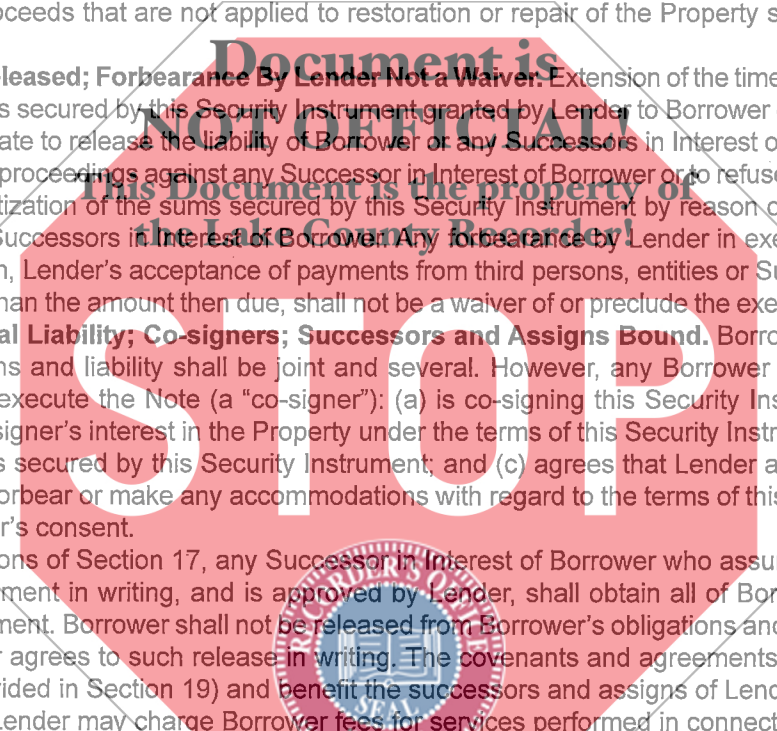 oceeds that are not applied to restoration or repair of the Property s
Document is
leased; Forbearance By Lender Not a Waiver. Extension of the time
s secured by this Security Instrument granted by Lender to Borrower
NOT OFFICIAL!
ate to release the liability of Borrower or any Successors in Interest o
proceedings against any Successor in Interest of Borrower or to refuse
This Document is the property of
tization of the sums secured by this Security Instrument by reason o
the Lake County Recorder!
Successors in Interest of Borrower. Any forbearance by Lender in exe
n, Lender's acceptance of payments from third persons, entities or Su
han the amount then due, shall not be a waiver of or preclude the exe
al Liability; Co-signers; Successors and Assigns Bound. Borro
ns and liability shall be joint and several. However, any Borrower
STOP
execute the Note (a “co-signer”): (a) is co-signing this Security Ins
signer's interest in the Property under the terms of this Security Instr
s secured by this Security Instrument; and (c) agrees that Lender a
orbear or make any accommodations with regard to the terms of this
r's consent.
ons of Section 17, any Successor in Interest of Borrower who assu
ment in writing, and is approved by Lender, shall obtain all of Bor
RECORDER'S OFFICE
ment. Borrower shall not be released from Borrower's obligations and
r agrees to such release in writing. The covenants and agreements
vided in Section 19) and benefit the successors and assigns of Lend
SEAL
Lender may charge Borrower fees for services performed in connect